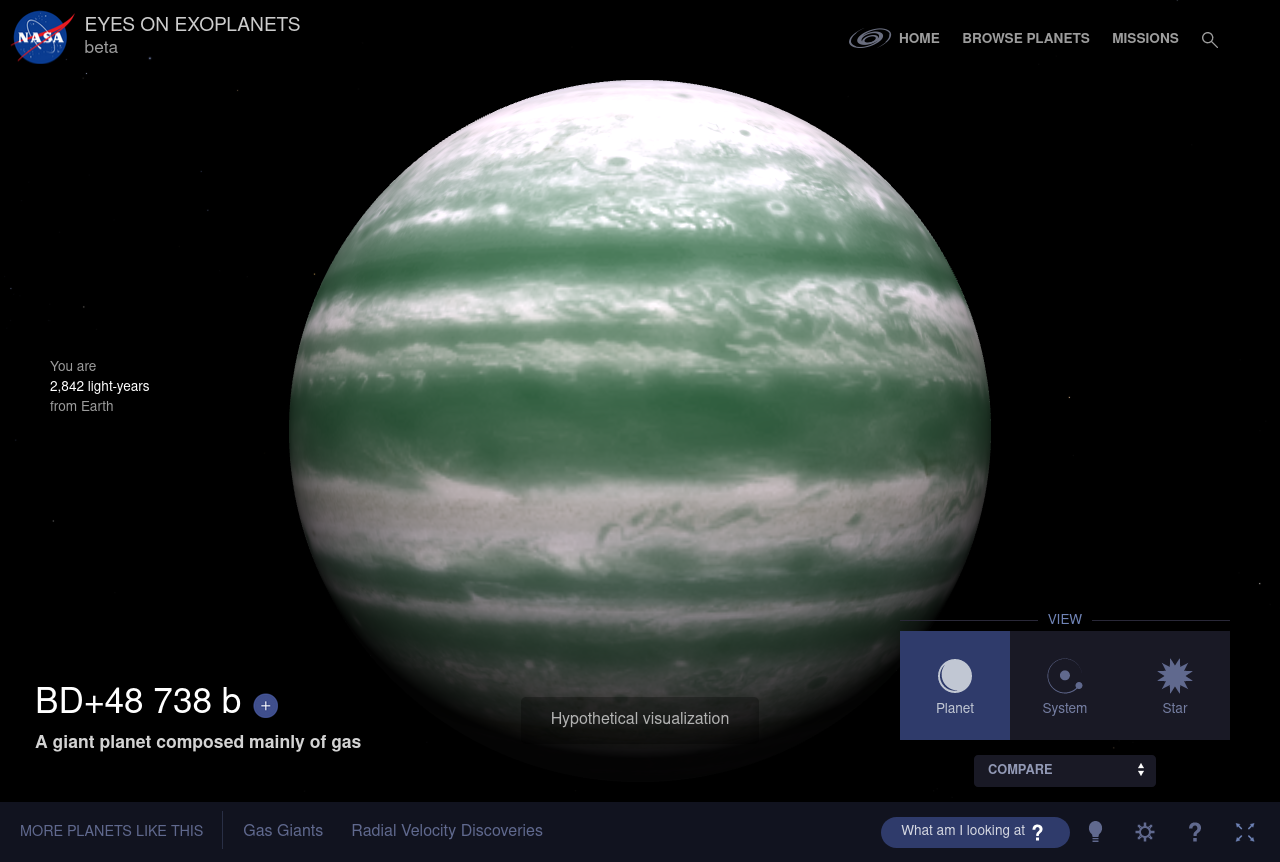 NASA
EYES ON EXOPLANETS
beta
HOME
BROWSE PLANETS
MISSIONS
You are
2,842 light-years
from Earth
VIEW
Planet
System
Star
BD+48 738 b +
A giant planet composed mainly of gas
Hypothetical visualization
COMPARE
MORE PLANETS LIKE THIS
Gas Giants
Radial Velocity Discoveries
What am I looking at ?
?